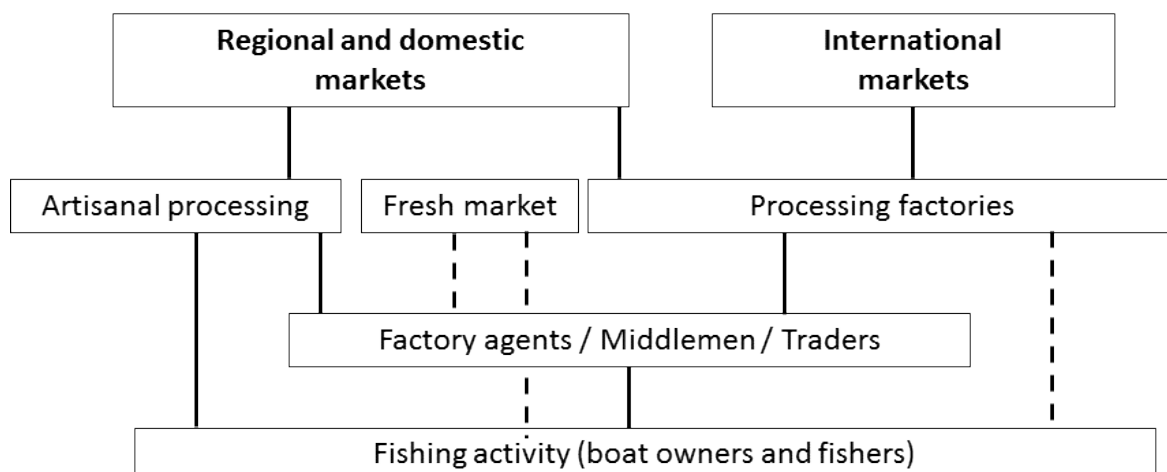 Regional and domestic
markets
International
markets
Artisanal processing
Fresh market
Processing factories
Factory agents / Middlemen / Traders
Fishing activity (boat owners and fishers)